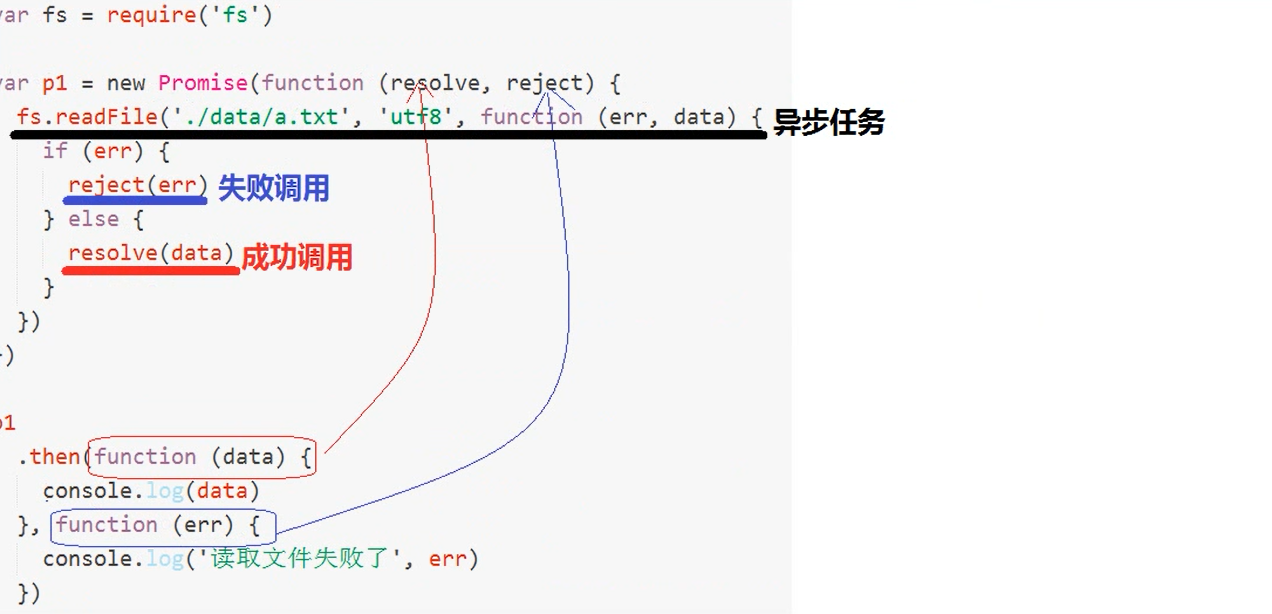 var fs = require('fs')
var p1 = new Promise(function (resolve, reject) {
fs.readFile('./data/a.txt', 'utf8', function (err, data) { 异步任务
if (err) {
reject(err) 失败调用
} else {
resolve(data) 成功调用
}
})
})
p1
.then(function (data) {
console.log(data)
}, function (err) {
console.log('读取文件失败了', err)
})